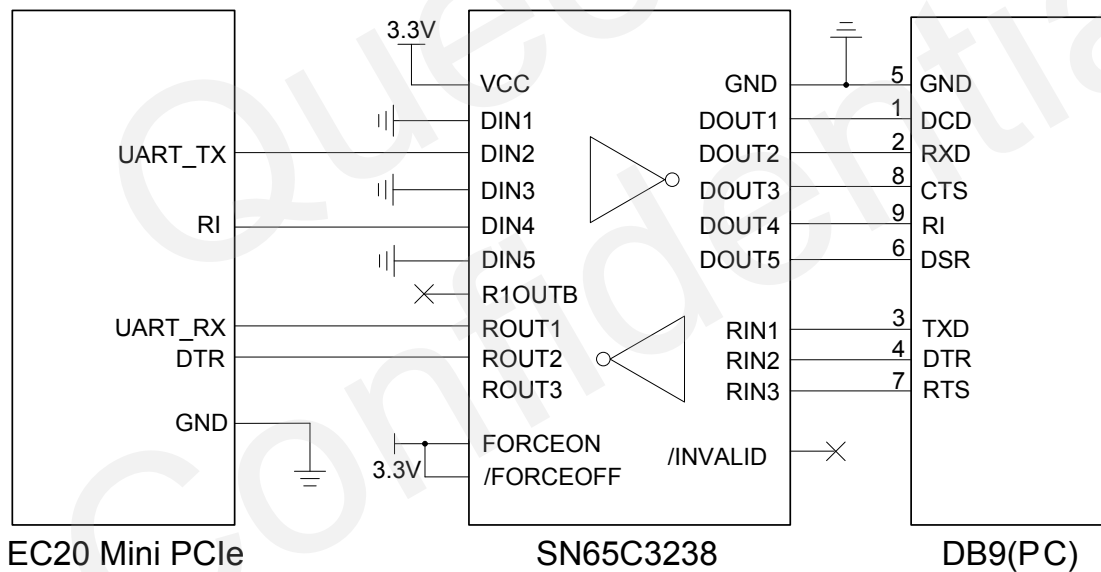 3.3V
VCC
GND
5
GND
DIN1
DOUT1
1
DCD
UART_TX
DIN2
DOUT2
2
RXD
DIN3
DOUT3
8
CTS
RI
DIN4
DOUT4
9
RI
DIN5
DOUT5
6
DSR
R1OUTB
UART_RX
ROUT1
RIN1
3
TXD
DTR
ROUT2
RIN2
4
DTR
ROUT3
RIN3
7
RTS
GND
FORCEON
/INVALID
3.3V
/FORCEOFF
EC20 Mini PCIe
SN65C3238
DB9(PC)